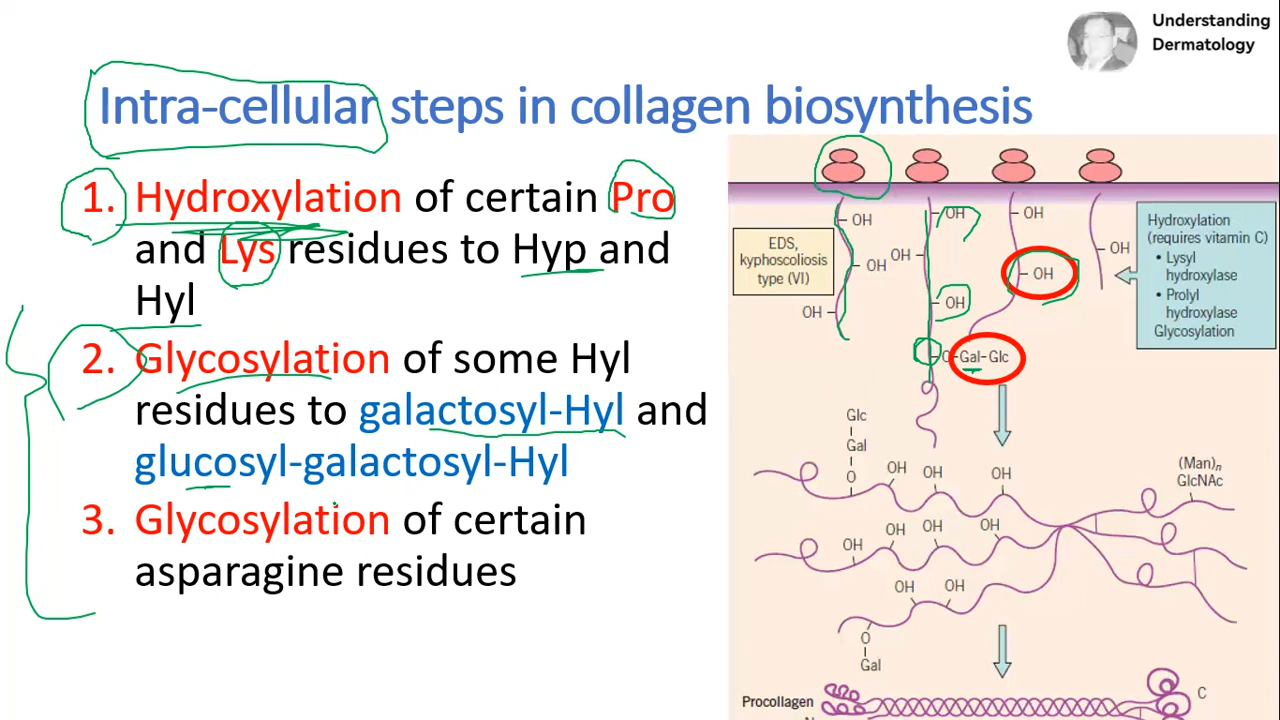 Understanding
Dermatology
Intra-cellular steps in collagen biosynthesis
1. Hydroxylation of certain Pro
and Lys residues to Hyp and
Hyl
2. Glycosylation of some Hyl
residues to galactosyl-Hyl and
glucosyl-galactosyl-Hyl
3. Glycosylation of certain
asparagine residues
EDS,
kyphoscoliosis
type (VI)
OH
OH
OH
OH
OH
OH
O-Gal-Glc
OH
OH
OH
Hydroxylation
(requires vitamin C)
• Lysyl
hydroxylase
• Prolyl
hydroxylase
Glycosylation
Glc
Gal
O
OH
OH
OH
(Man)n
GlcNAc
OH
OH
OH
OH
OH
OH
O
Gal
Procollagen
C